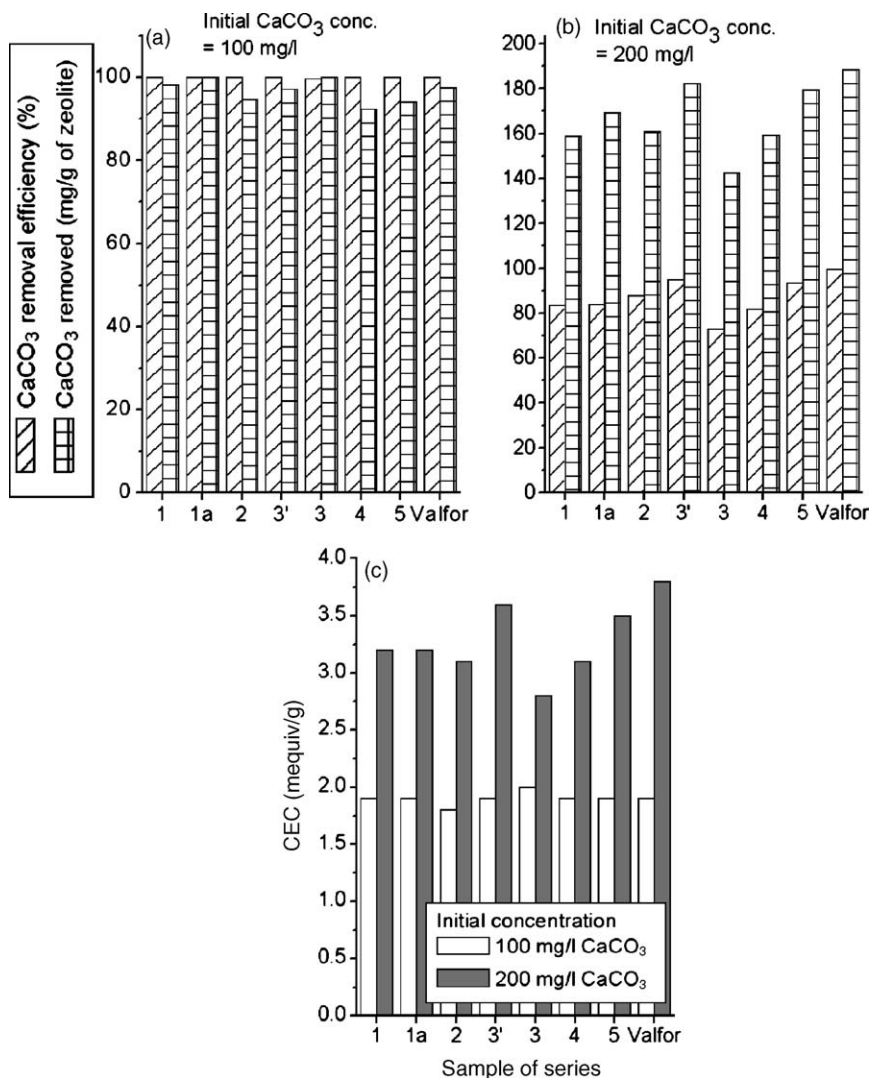 (a)
Initial CaCO₃ conc.
= 100 mg/l
CaCO₃ removal efficiency (%)
CaCO₃ removed (mg/g of zeolite)
100
80
60
40
20
0
1 1a 2 3' 3 4 5 Valfor
(b)
Initial CaCO₃ conc.
= 200 mg/l
200
180
160
140
120
100
80
60
40
20
0
1 1a 2 3' 3 4 5 Valfor
(c)
CEC (mequiv/g)
4.0
3.5
3.0
2.5
2.0
1.5
1.0
0.5
0.0
Initial concentration
100 mg/l CaCO₃
200 mg/l CaCO₃
1 1a 2 3' 3 4 5 Valfor
Sample of series